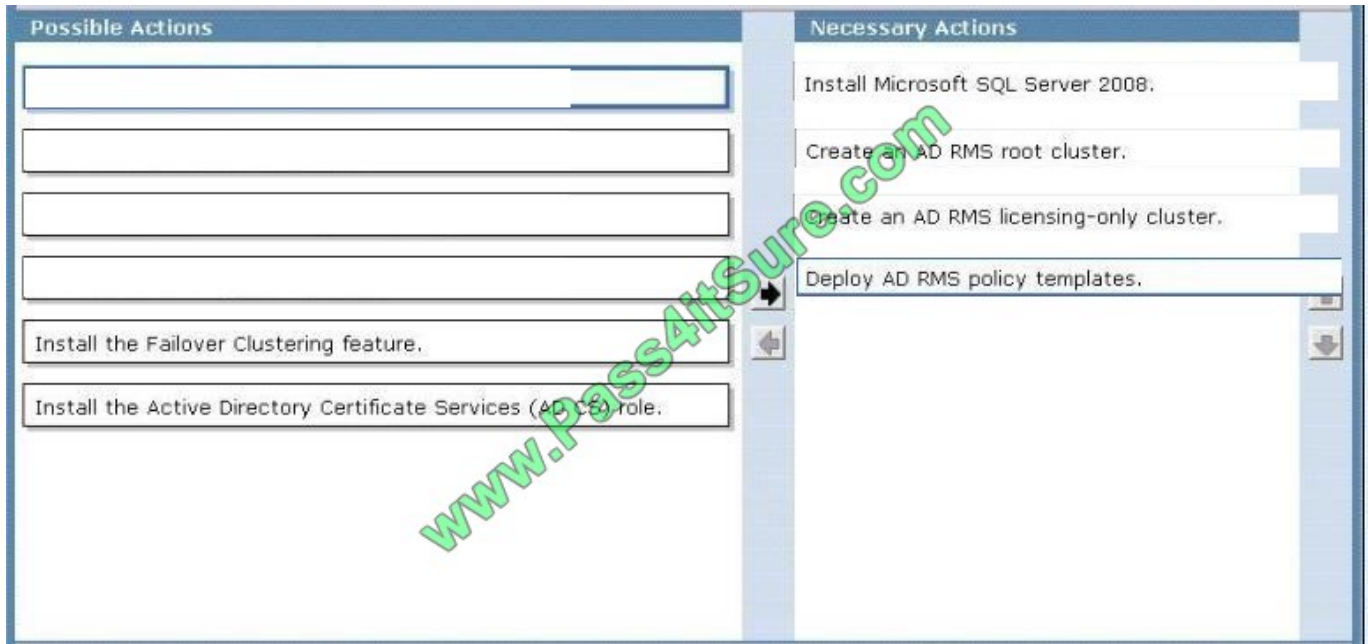 Possible Actions
Necessary Actions
Install Microsoft SQL Server 2008.
Create an AD RMS root cluster.
Create an AD RMS licensing-only cluster.
Deploy AD RMS policy templates.
Install the Failover Clustering feature.
Install the Active Directory Certificate Services (AD CS) role.
www.Pass4itSure.com